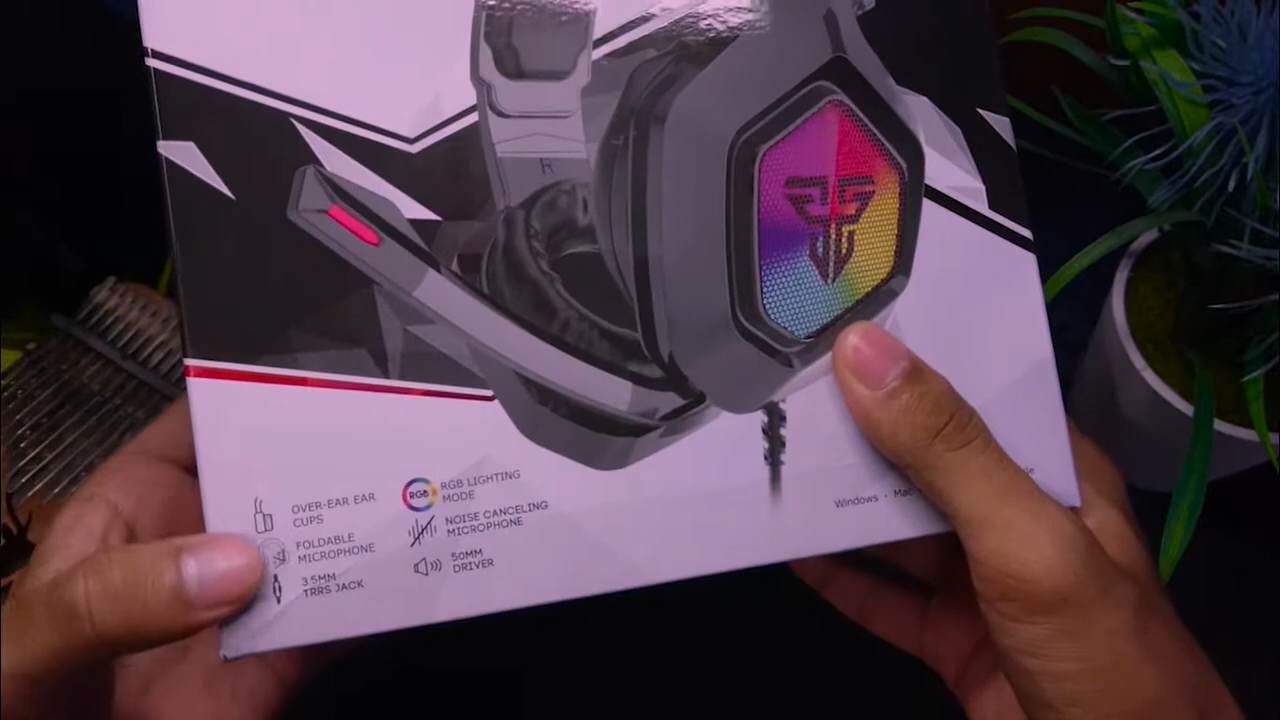 R
OVER-EAR EAR
CUPS
FOLDABLE
MICROPHONE
3.5MM
TRRS JACK
RGB
RGB LIGHTING
MODE
NOISE CANCELING
MICROPHONE
50MM
DRIVER
Windows · Mac